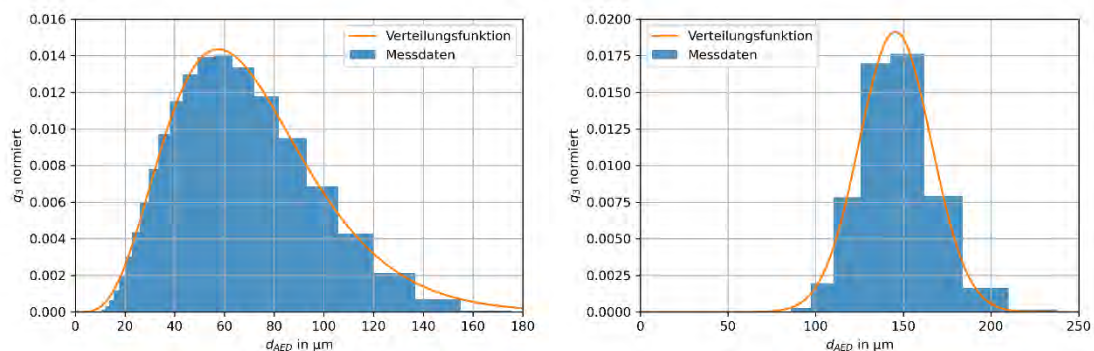 0.016
0.014
0.012
0.010
0.008
0.006
0.004
0.002
0.000
q₃ normiert
0 20 40 60 80 100 120 140 160 180
d_AED in µm
Verteilungsfunktion
Messdaten
0.0200
0.0175
0.0150
0.0125
0.0100
0.0075
0.0050
0.0025
0.0000
q₃ normiert
0 50 100 150 200 250
d_AED in µm
Verteilungsfunktion
Messdaten